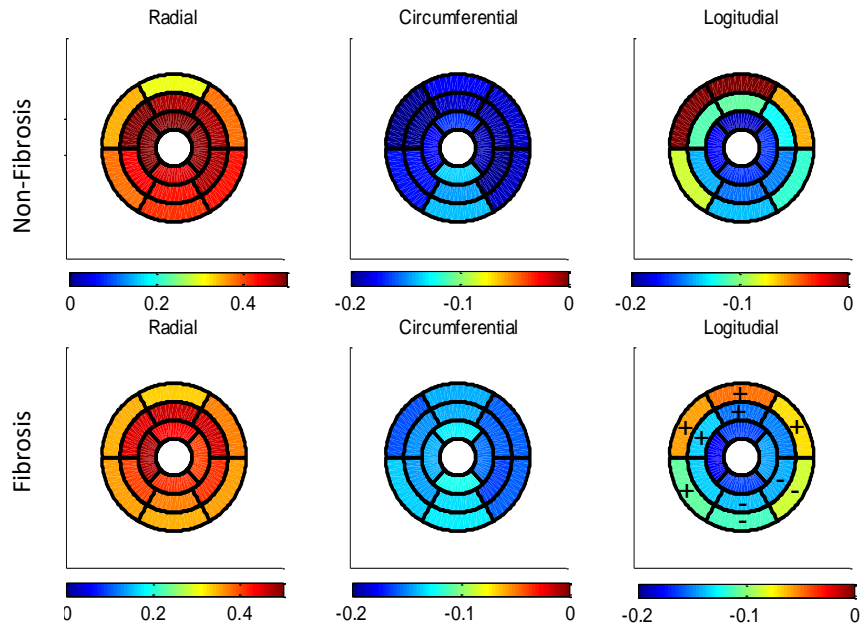 Radial Circumferential Logitudial
Non-Fibrosis
0 0.2 0.4 -0.2 -0.1 0 -0.2 -0.1 0
Radial Circumferential Logitudial
Fibrosis
+ + + + + + - - - -
0 0.2 0.4 -0.2 -0.1 0 -0.2 -0.1 0